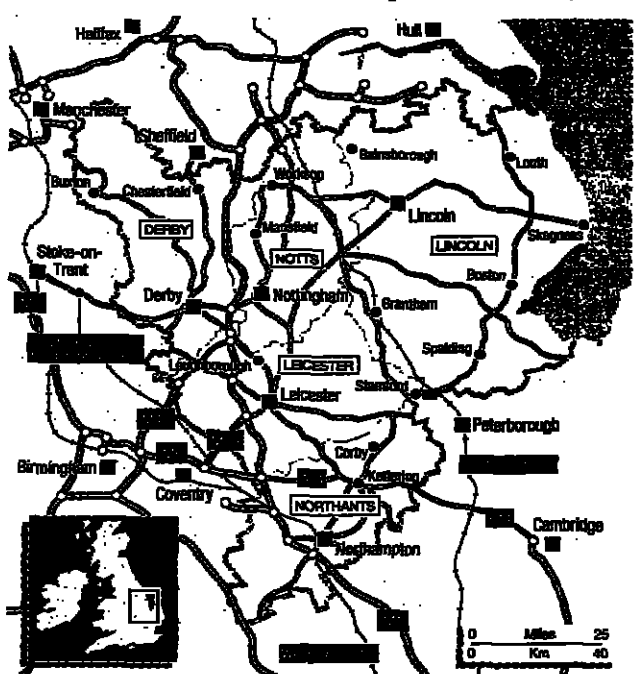 Halifax
Hull
Manchester
Sheffield
Gainsborough
Louth
Buxton
Chesterfield
Worksop
Lincoln
Skegness
DERBY
Mansfield
NOTTS
LINCOLN
Stoke-on-
Trent
Derby
Nottingham
Grantham
Boston
Spalding
Loughborough
LEICESTER
Leicester
Stamford
Peterborough
Corby
Birmingham
Coventry
Kettering
NORTHANTS
Northampton
Cambridge
0 Miles 25
0 Km 40